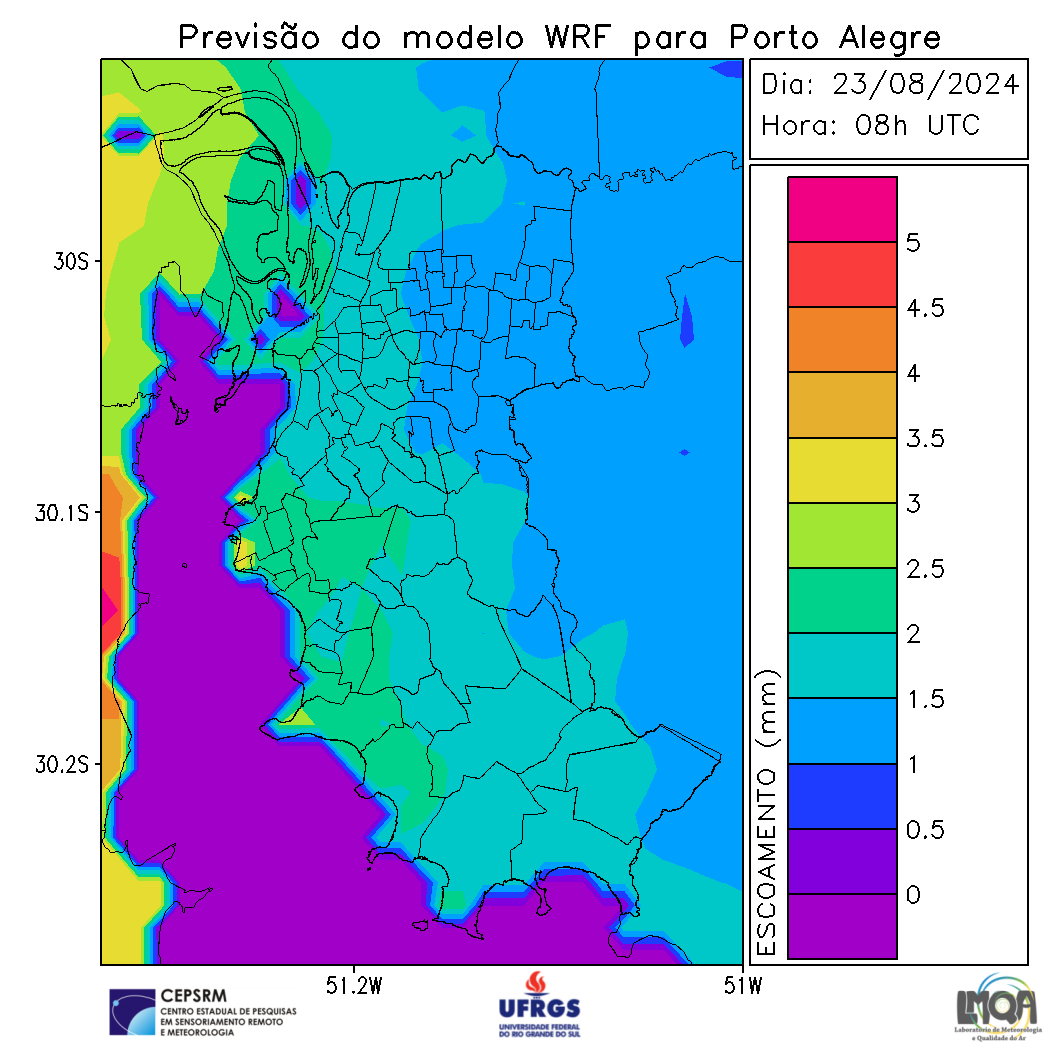 Previsão do modelo WRF para Porto Alegre
Dia: 23/08/2024
Hora: 08h UTC
30S
30.1S
30.2S
51.2W
51W
ESCOAMENTO (mm)
5
4.5
4
3.5
3
2.5
2
1.5
1
0.5
0
CEPSRM
CENTRO ESTADUAL DE PESQUISAS
EM SENSORIAMENTO REMOTO
E METEOROLOGIA
UFRGS
UNIVERSIDADE FEDERAL
DO RIO GRANDE DO SUL
LMQA
Laboratório de Meteorologia
e Qualidade do Ar